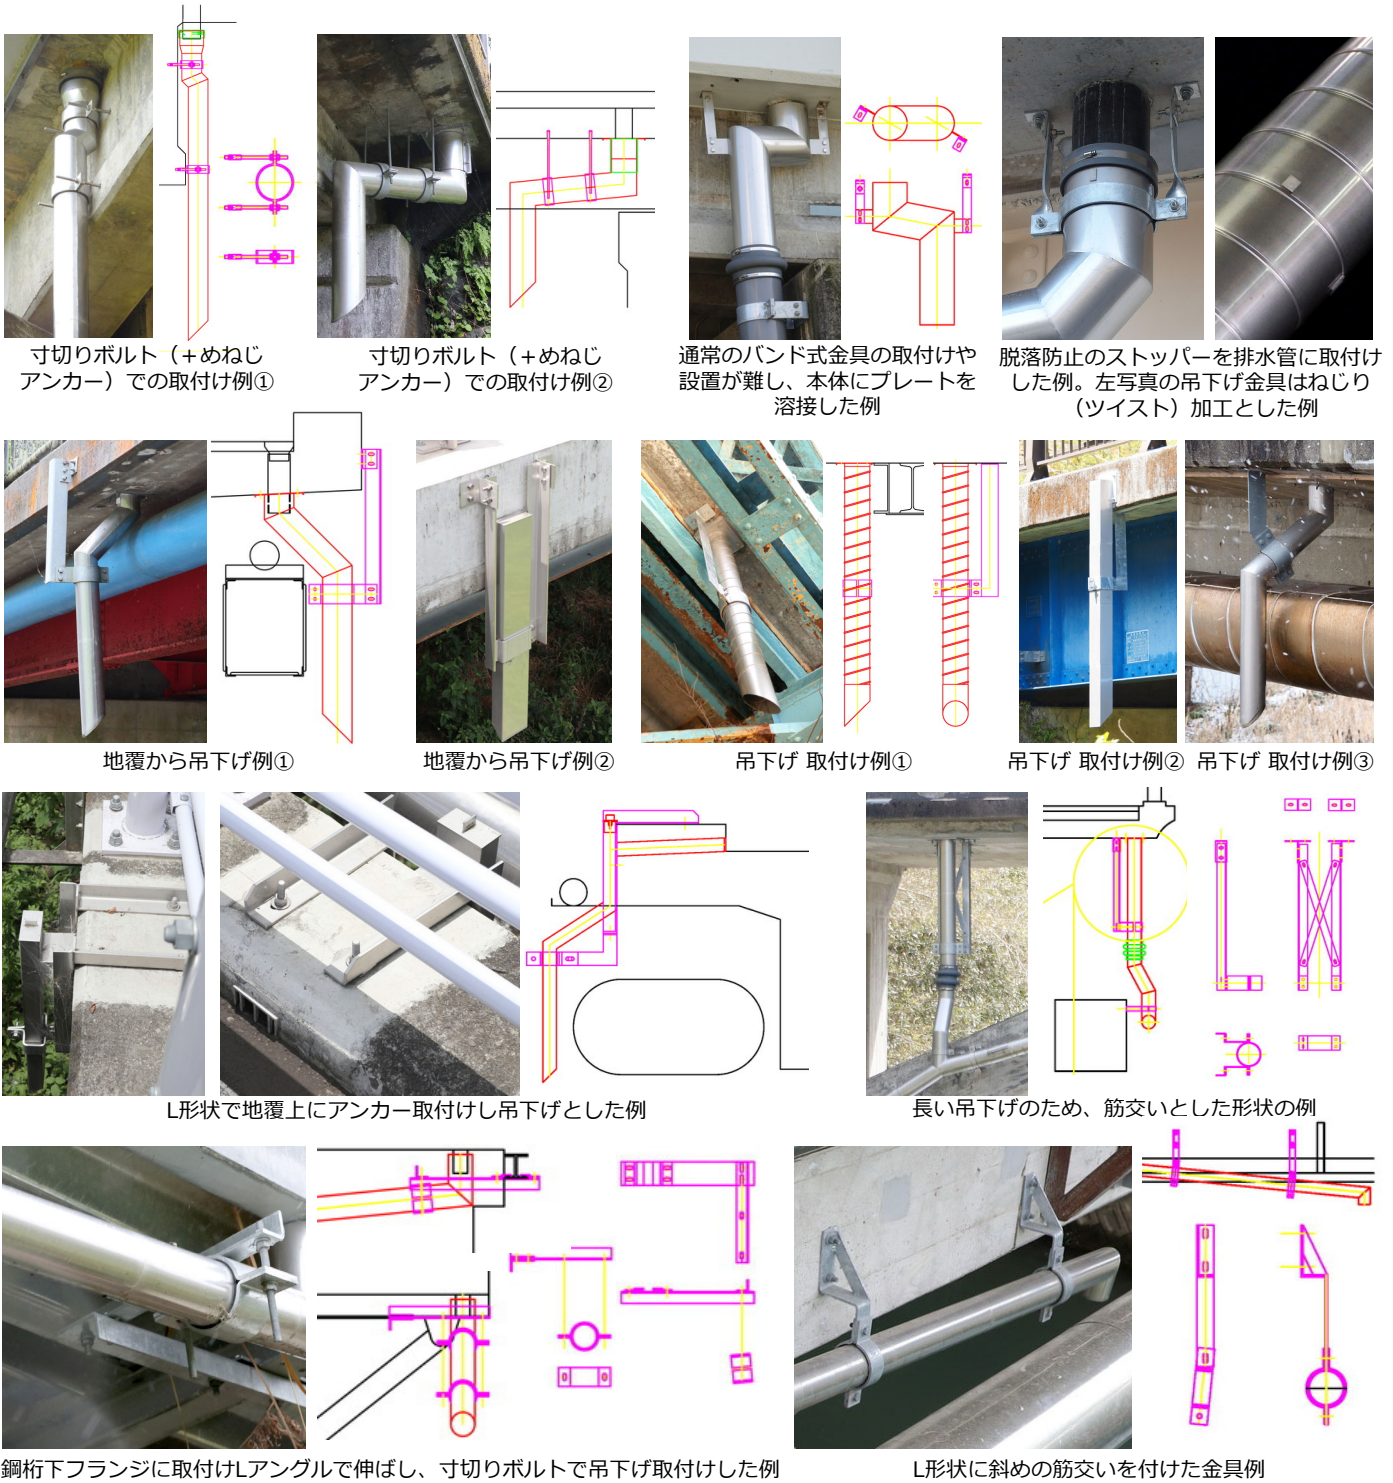 寸切りボルト（＋めねじ
アンカー）での取付け例①
寸切りボルト（＋めねじ
アンカー）での取付け例②
通常のバンド式金具の取付けや
設置が難し、本体にプレートを
溶接した例
脱落防止のストッパーを排水管に取付け
した例。左写真の吊下げ金具はねじり
（ツイスト）加工とした例
地覆から吊下げ例①
地覆から吊下げ例②
吊下げ 取付け例①
吊下げ 取付け例②
吊下げ 取付け例③
L形状で地覆上にアンカー取付けし吊下げとした例
長い吊下げのため、筋交いとした形状の例
鋼桁下フランジに取付けLアングルで伸ばし、寸切りボルトで吊下げ取付けした例
L形状に斜めの筋交いを付けた金具例